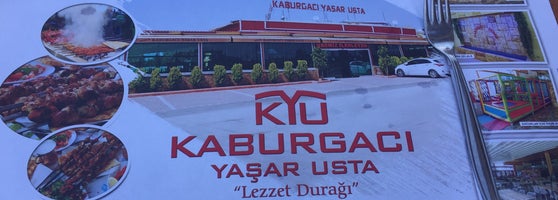 KABURGACI YAŞAR USTA
KYU
KABURGACI
YAŞAR USTA
“Lezzet Durağı”